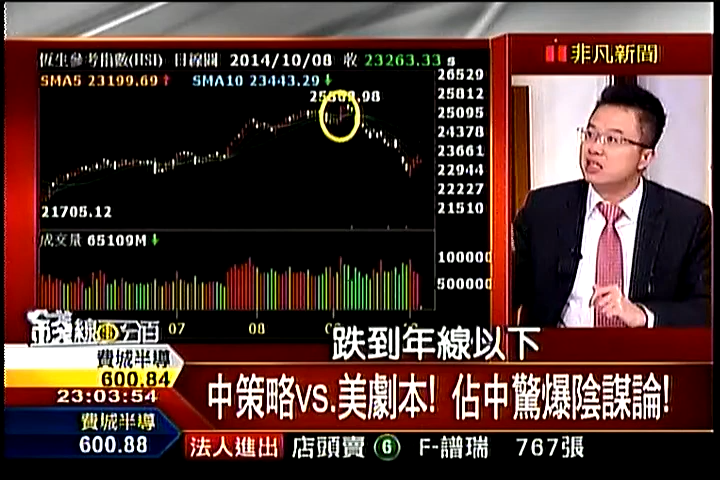 恆生參考指數(HSI) 日線圖 2014/10/08 收 23263.33 s
非凡新聞
SMA5 23199.69↑ SMA10 23443.29↓
26529
25812
25095
24378
23661
22944
22227
21510
21705.12
成交量 65109M↓
100000
500000
07 08
錢線百分百
跌到年線以下
費城半導
600.84
23:03:54
中策略vs.美劇本! 佔中驚爆陰謀論!
費城半導
600.88
法人進出 店頭賣 6 F-譜瑞 767張